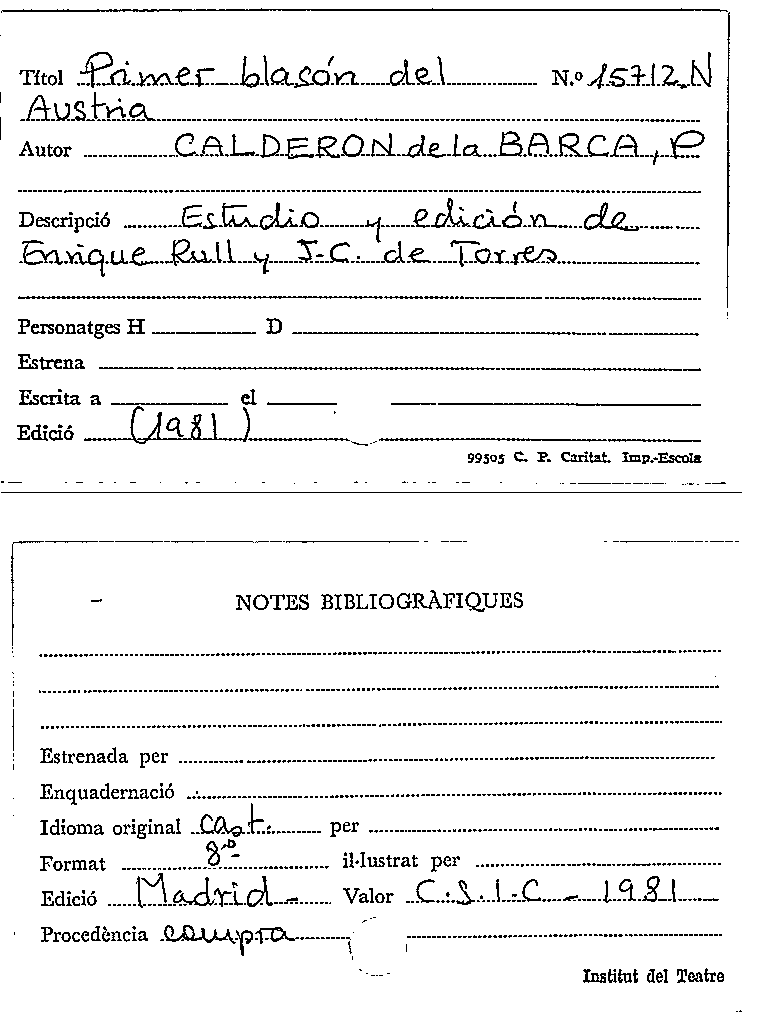 Títol Primer blasón del N.º 15712-N
Austria
Autor CALDERON de la BARCA, P
Descripció Estudio y edición de
Enrique Rull y J-C. de Torres
Personatges H D
Estrena
Escrita a el
Edició (1981)
99505 C. P. Caritat. Imp.-Escola
NOTES BIBLIOGRÀFIQUES
Estrenada per
Enquadernació
Idioma original cast. per
Format 8º il·lustrat per
Edició Madrid - Valor C.S.I.C - 1981
Procedència compra
Institut del Teatre